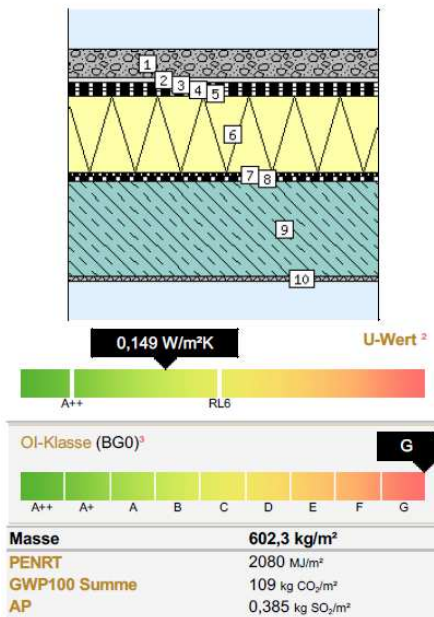 1
2
3
4
5
6
7
8
9
10
0,149 W/m²K
U-Wert ²
A++
RL6
OI-Klasse (BG0)³
G
A++ A+ A B C D E F G
Masse 602,3 kg/m²
PENRT 2080 MJ/m²
GWP100 Summe 109 kg CO₂/m²
AP 0,385 kg SO₂/m²